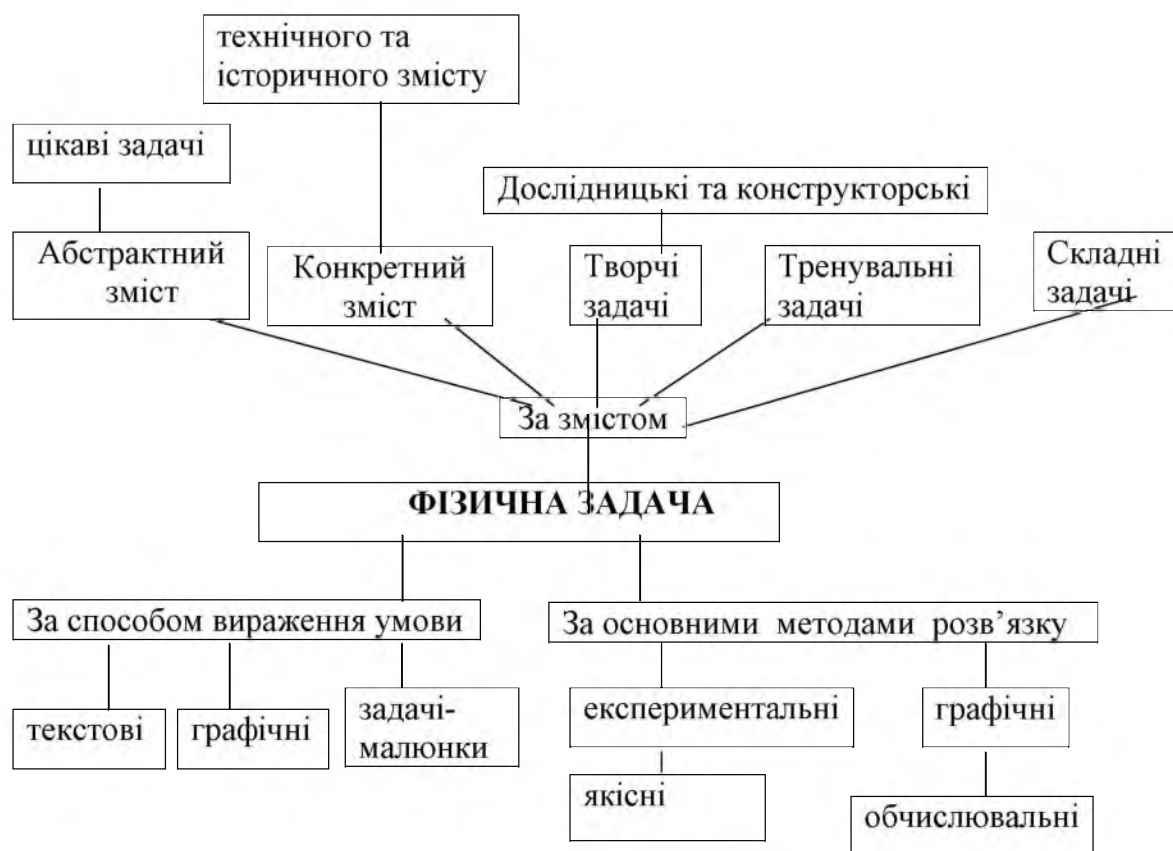 технічного та
історичного змісту
цікаві задачі
Дослідницькі та конструкторські
Абстрактний
зміст
Конкретний
зміст
Творчі
задачі
Тренувальні
задачі
Складні
задачі
За змістом
ФІЗИЧНА ЗАДАЧА
За способом вираження умови
За основними методами розв’язку
текстові
графічні
задачі-
малюнки
експериментальні
графічні
якісні
обчислювальні